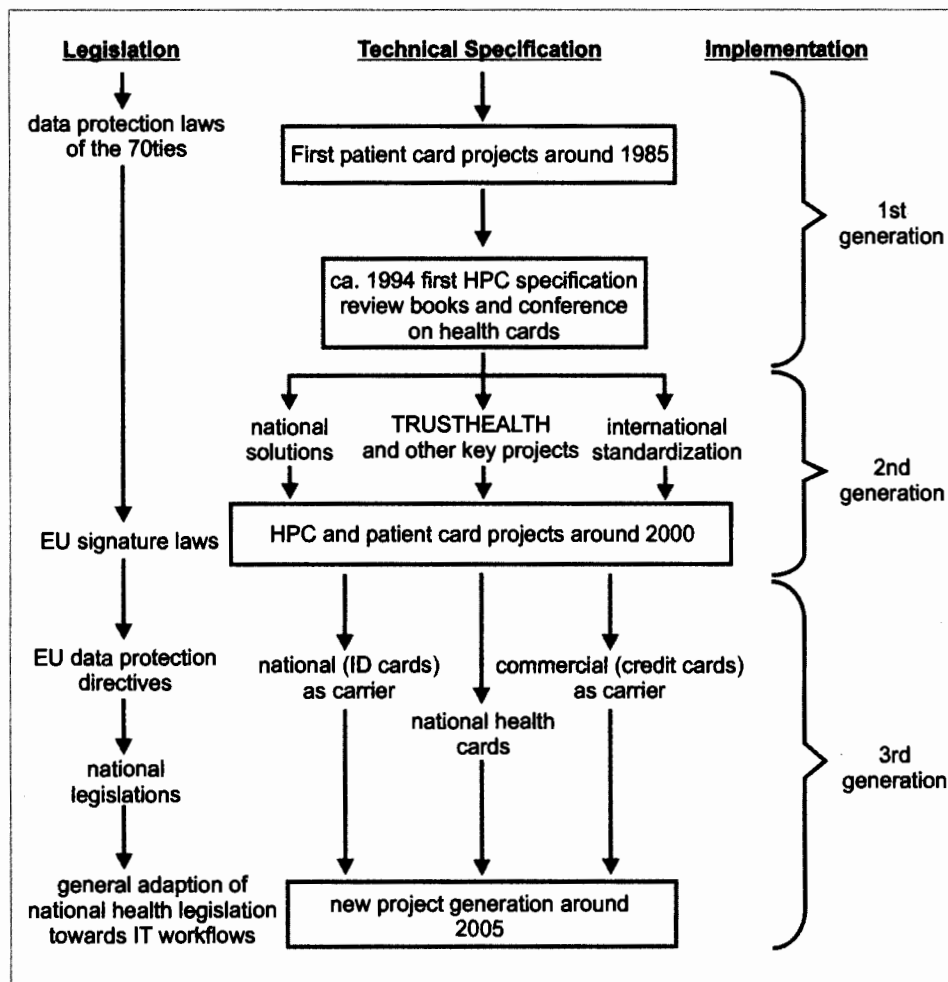 Legislation
Technical Specification
Implementation
data protection laws
of the 70ties
First patient card projects around 1985
1st
generation
ca. 1994 first HPC specification
review books and conference
on health cards
national
solutions
TRUSTHEALTH
and other key projects
international
standardization
2nd
generation
EU signature laws
HPC and patient card projects around 2000
EU data protection
directives
national (ID cards)
as carrier
commercial (credit cards)
as carrier
national health
cards
national
legislations
3rd
generation
general adaption of
national health legislation
towards IT workflows
new project generation around
2005